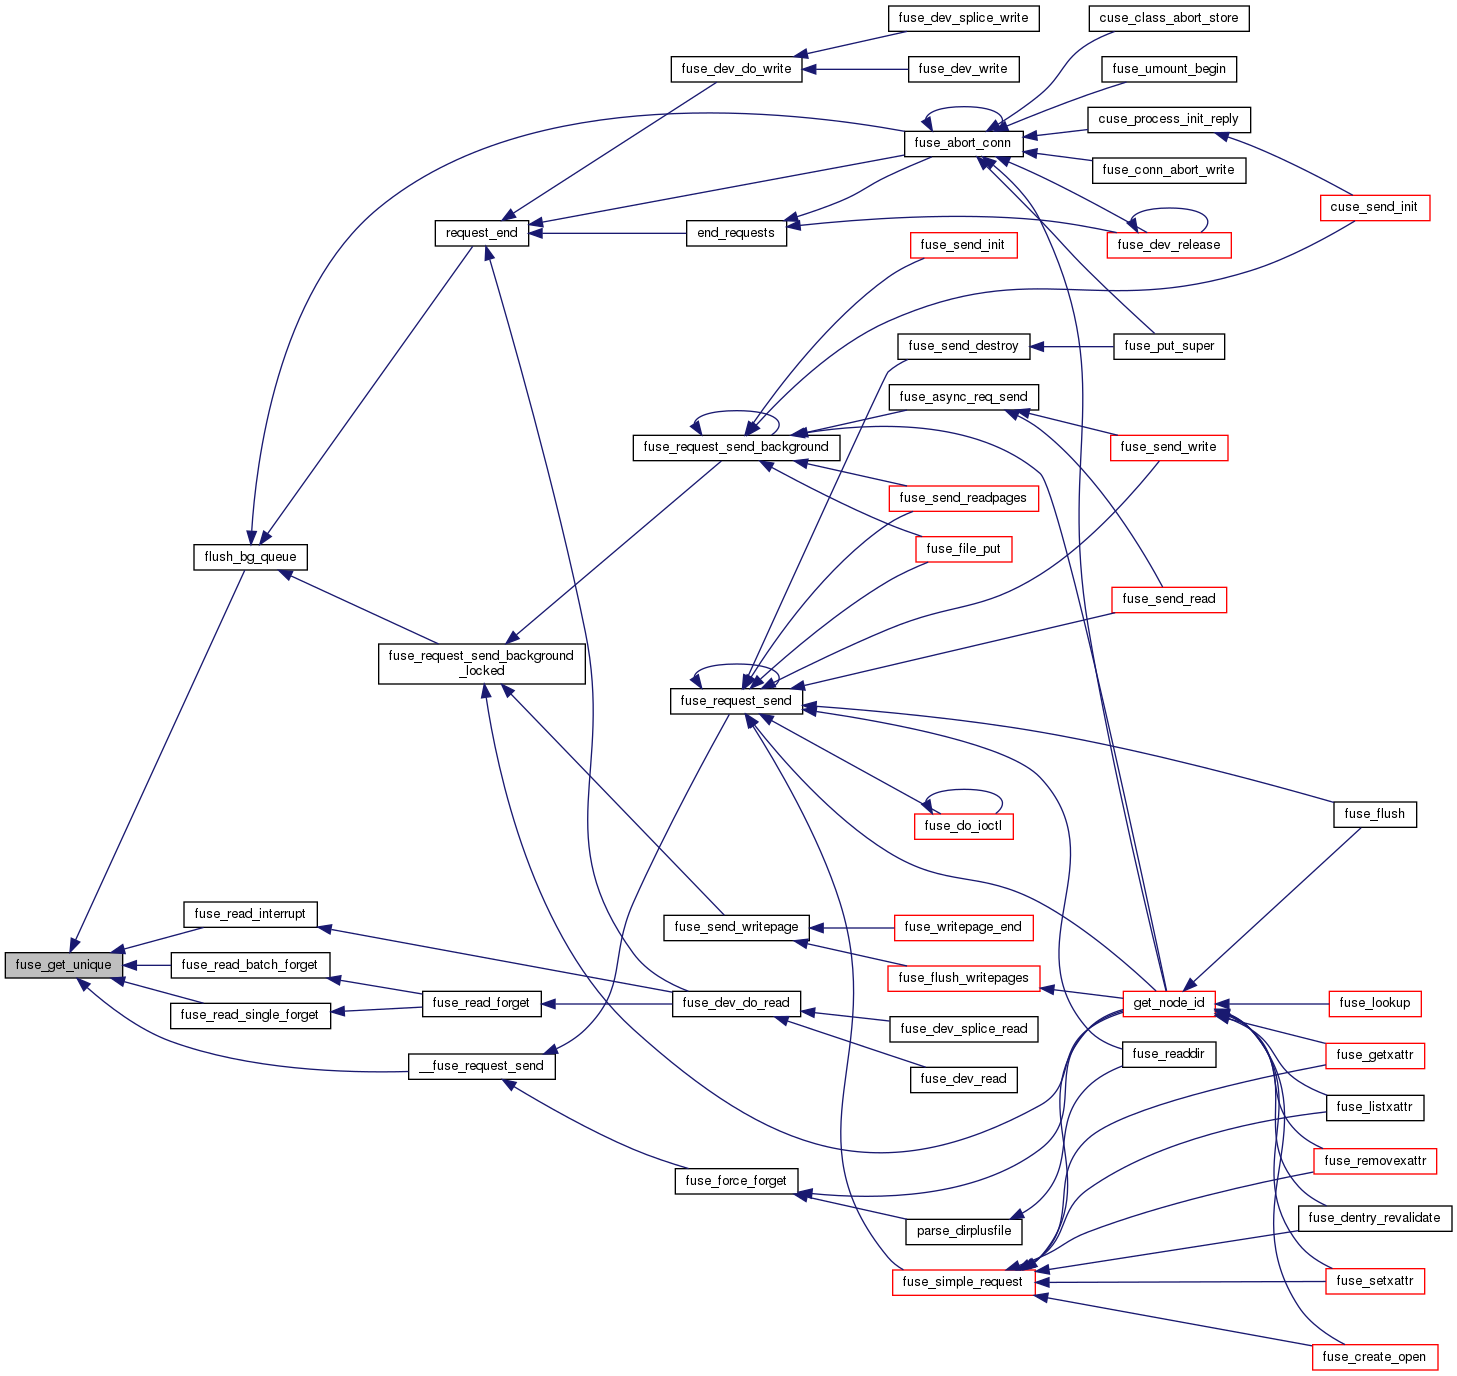 fuse_dev_splice_write
cuse_class_abort_store
fuse_dev_do_write
fuse_dev_write
fuse_umount_begin
cuse_process_init_reply
fuse_abort_conn
fuse_conn_abort_write
cuse_send_init
request_end
end_requests
fuse_send_init
fuse_dev_release
fuse_send_destroy
fuse_put_super
fuse_async_req_send
fuse_request_send_background
fuse_send_write
fuse_send_readpages
fuse_file_put
flush_bg_queue
fuse_send_read
fuse_request_send_background
_locked
fuse_request_send
fuse_do_ioctl
fuse_flush
fuse_read_interrupt
fuse_send_writepage
fuse_writepage_end
fuse_get_unique
fuse_read_batch_forget
fuse_flush_writepages
fuse_read_forget
fuse_dev_do_read
get_node_id
fuse_lookup
fuse_read_single_forget
fuse_dev_splice_read
fuse_readdir
fuse_getxattr
__fuse_request_send
fuse_dev_read
fuse_listxattr
fuse_removexattr
fuse_force_forget
fuse_dentry_revalidate
parse_dirplusfile
fuse_simple_request
fuse_setxattr
fuse_create_open